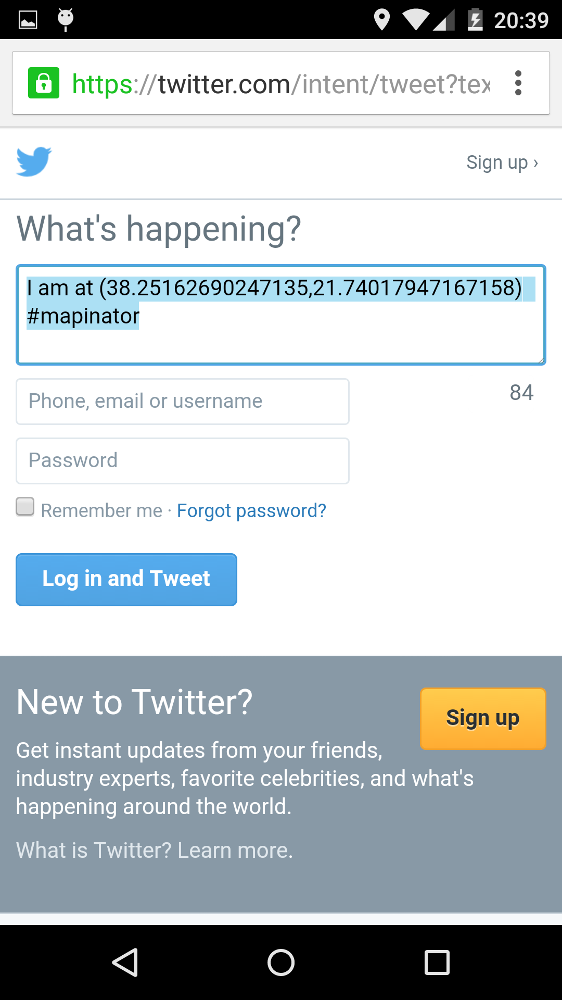 20:39
https://twitter.com/intent/tweet?tex
Sign up ›
What's happening?
I am at (38.25162690247135,21.74017947167158)
#mapinator
Phone, email or username
84
Password
Remember me · Forgot password?
Log in and Tweet
New to Twitter?
Sign up
Get instant updates from your friends,
industry experts, favorite celebrities, and what's
happening around the world.
What is Twitter? Learn more.